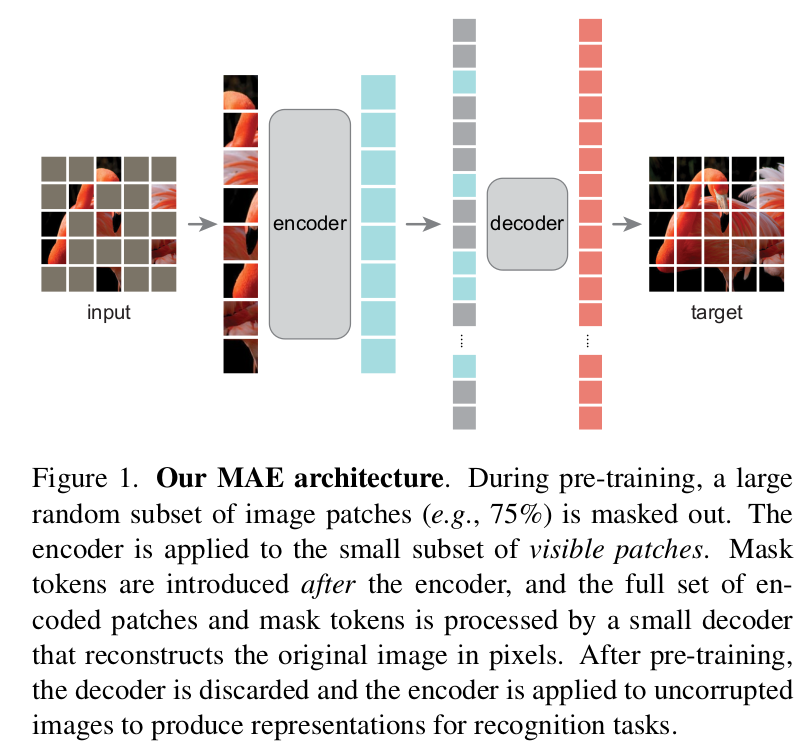 input
encoder
decoder
target
Figure 1. Our MAE architecture. During pre-training, a large
random subset of image patches (e.g., 75%) is masked out. The
encoder is applied to the small subset of visible patches. Mask
tokens are introduced after the encoder, and the full set of en-
coded patches and mask tokens is processed by a small decoder
that reconstructs the original image in pixels. After pre-training,
the decoder is discarded and the encoder is applied to uncorrupted
images to produce representations for recognition tasks.